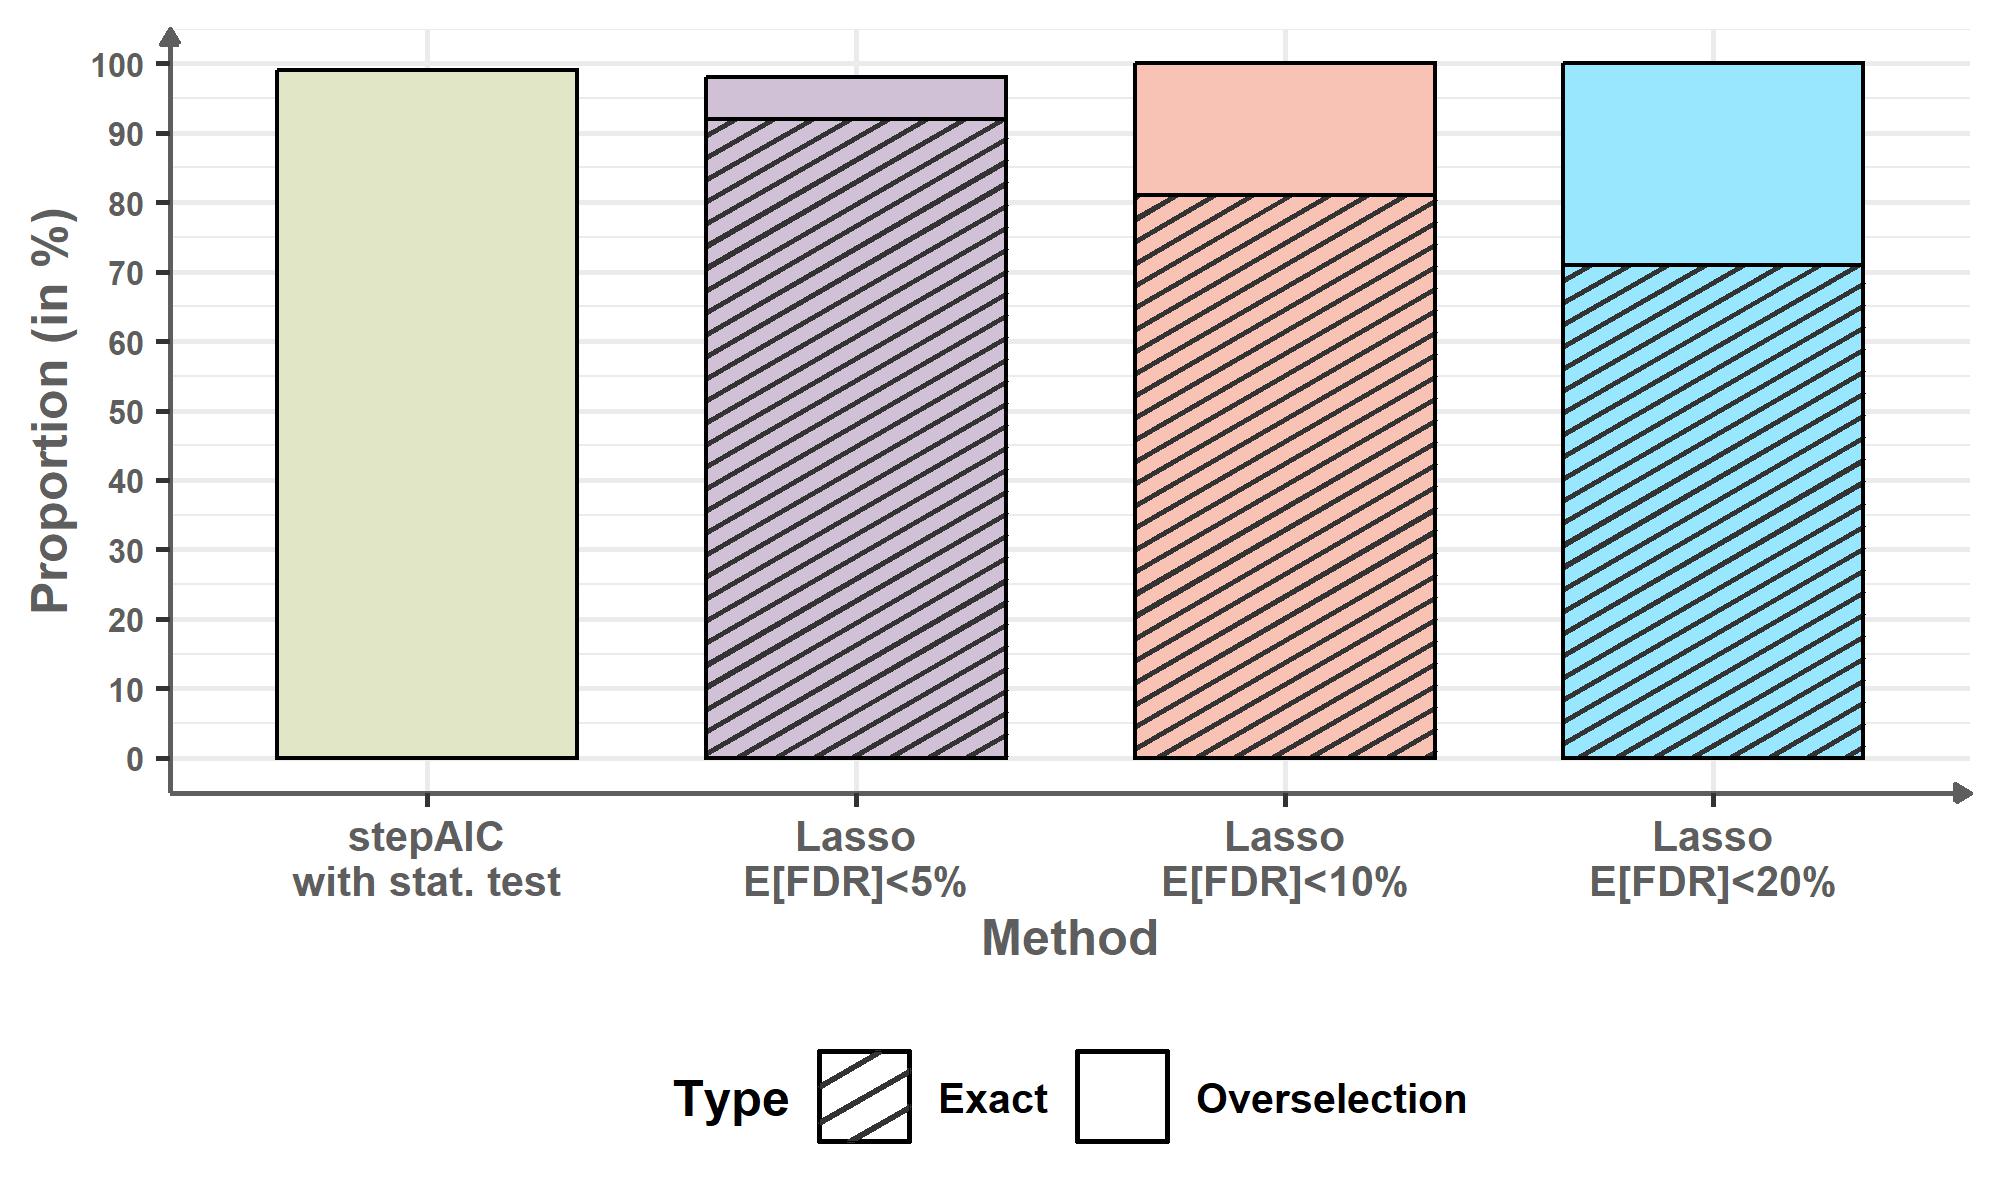 Proportion (in %)
100
90
80
70
60
50
40
30
20
10
0
stepAIC
with stat. test
Lasso
E[FDR]<5%
Lasso
E[FDR]<10%
Lasso
E[FDR]<20%
Method
Type
Exact
Overselection